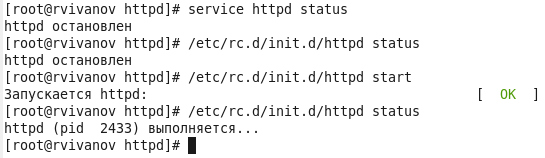 [root@rvivanov httpd]# service httpd status
httpd остановлен
[root@rvivanov httpd]# /etc/rc.d/init.d/httpd status
httpd остановлен
[root@rvivanov httpd]# /etc/rc.d/init.d/httpd start
Запускается httpd:                                         [  OK  ]
[root@rvivanov httpd]# /etc/rc.d/init.d/httpd status
httpd (pid  2433) выполняется...
[root@rvivanov httpd]#